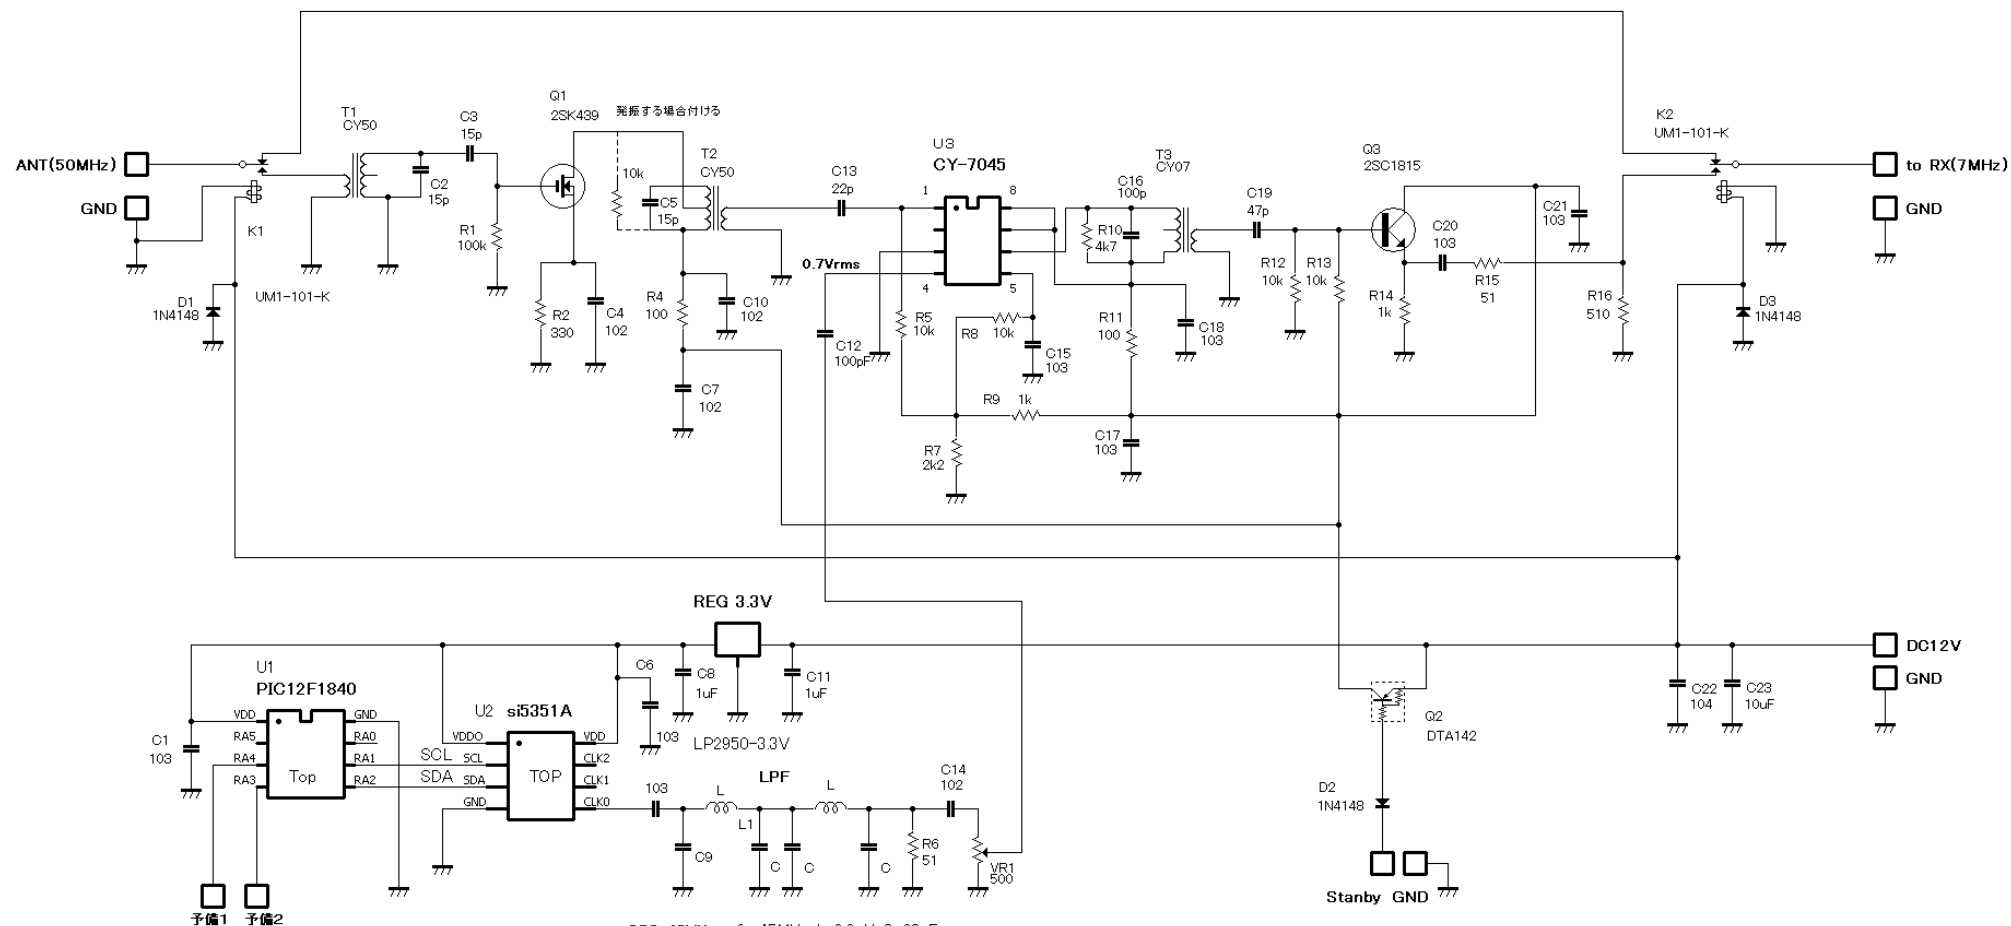 ANT(50MHz)
GND
K1
UM1-101-K
D1
1N4148
T1
CY50
C2
15p
C3
15p
R1
100k
Q1
2SK439
発振する場合付ける
10k
R2
330
C4
102
C5
15p
T2
CY50
R4
100
C10
102
C7
102
C13
22p
0.7Vrms
C12
100pF
U3
CY-7045
1
8
4
5
R5
10k
R8
10k
C15
103
R9
1k
R7
2k2
T3
CY07
C16
100p
R10
4k7
R11
100
C18
103
C17
103
C19
47p
R12
10k
R13
10k
Q3
2SC1815
C20
103
R14
1k
R15
51
C21
103
R16
510
K2
UM1-101-K
D3
1N4148
to RX(7MHz)
GND
REG 3.3V
LP2950-3.3V
C6
103
C8
1uF
C11
1uF
U1
PIC12F1840
VDD
RA5
RA4
RA3
GND
RA0
RA1
RA2
Top
C1
103
予備1
予備2
SCL
SDA
U2
si5351A
VDDO
SCL
SDA
GND
VDD
CLK2
CLK1
CLK0
TOP
LPF
103
C9
L
L1
L
C
C
C
R6
51
C14
102
VR1
500
Q2
DTA142
D2
1N4148
Stanby
GND
DC12V
GND
C22
104
C23
10uF